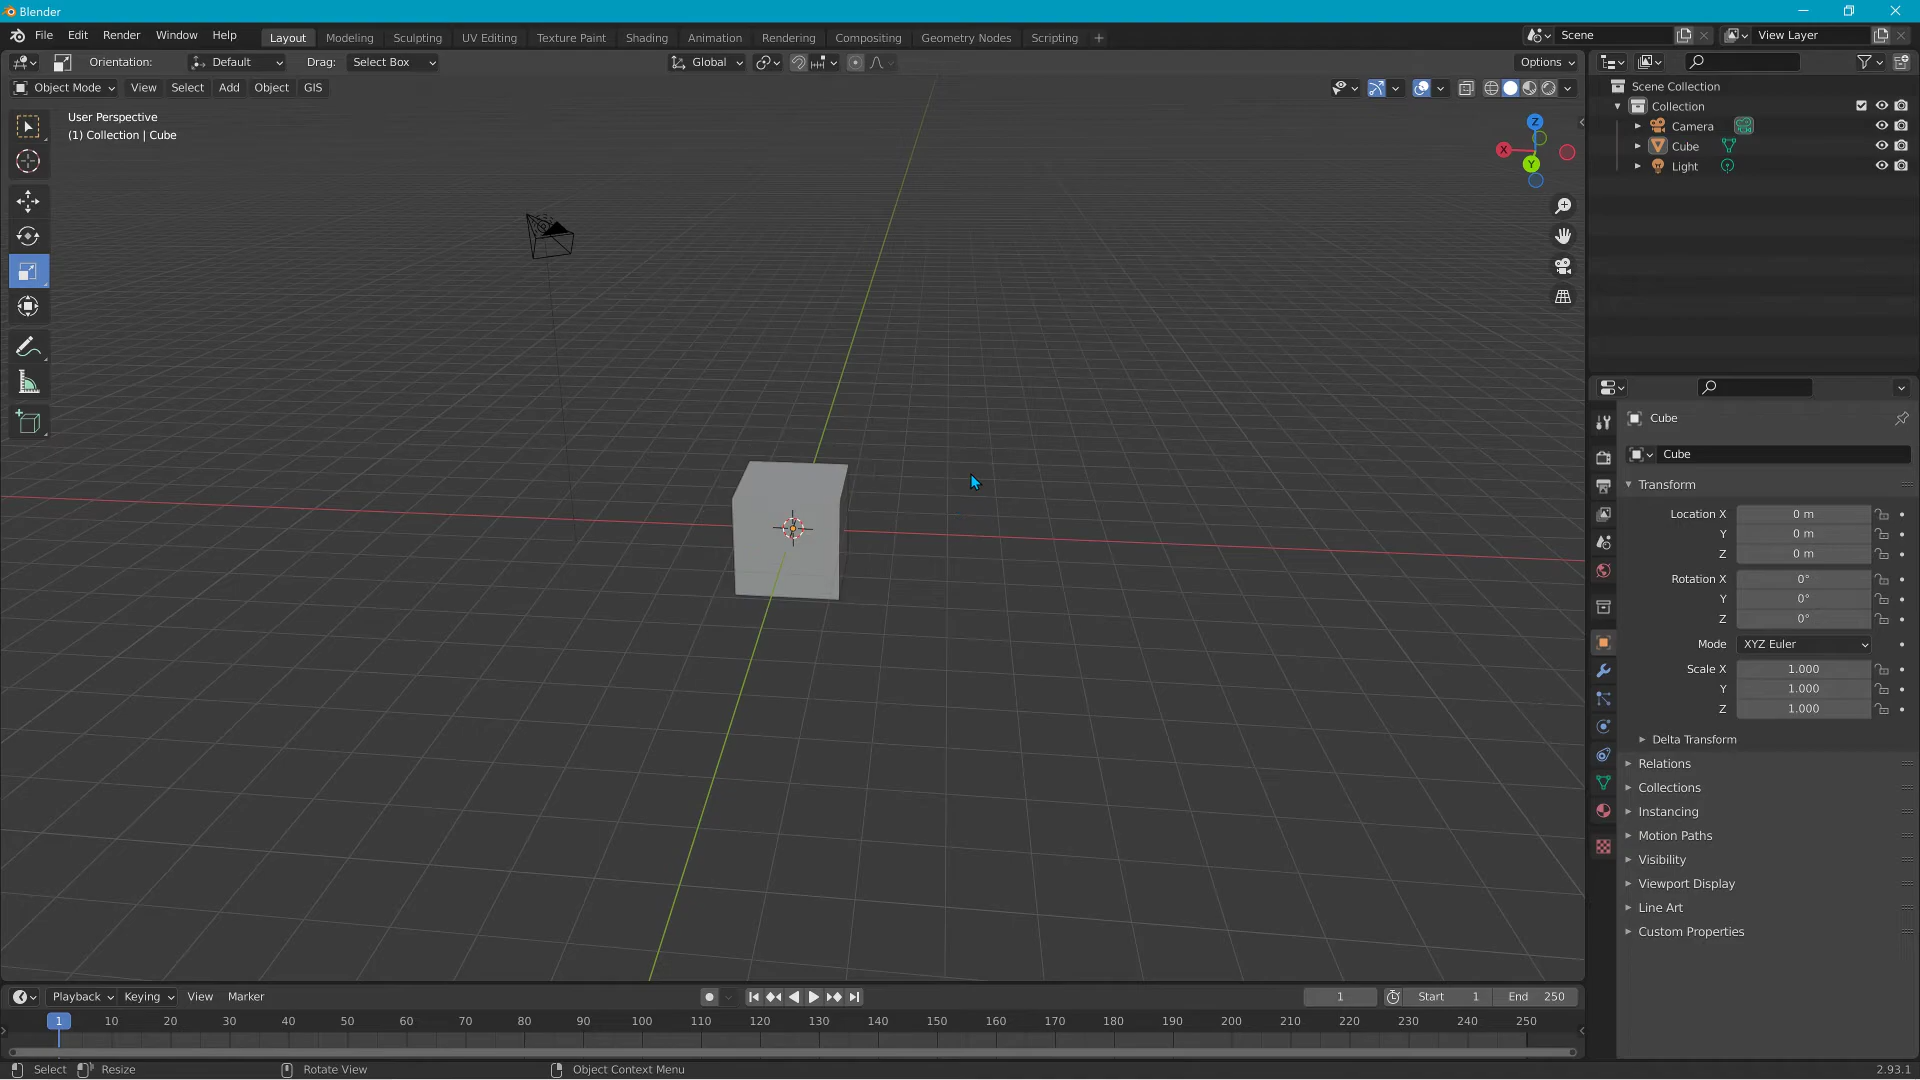 Blender
File Edit Render Window Help Layout Modeling Sculpting UV Editing Texture Paint Shading Animation Rendering Compositing Geometry Nodes Scripting + Scene View Layer
Orientation: Default Drag: Select Box Global Options
Object Mode View Select Add Object GIS
User Perspective
(1) Collection | Cube
Z
X
Y
Scene Collection
Collection
Camera
Cube
Light
Cube
Cube
Transform
Location X 0 m
Y 0 m
Z 0 m
Rotation X 0°
Y 0°
Z 0°
Mode XYZ Euler
Scale X 1.000
Y 1.000
Z 1.000
Delta Transform
Relations
Collections
Instancing
Motion Paths
Visibility
Viewport Display
Line Art
Custom Properties
Playback Keying View Marker 1 Start 1 End 250
1 10 20 30 40 50 60 70 80 90 100 110 120 130 140 150 160 170 180 190 200 210 220 230 240 250
Select Resize Rotate View Object Context Menu 2.93.1